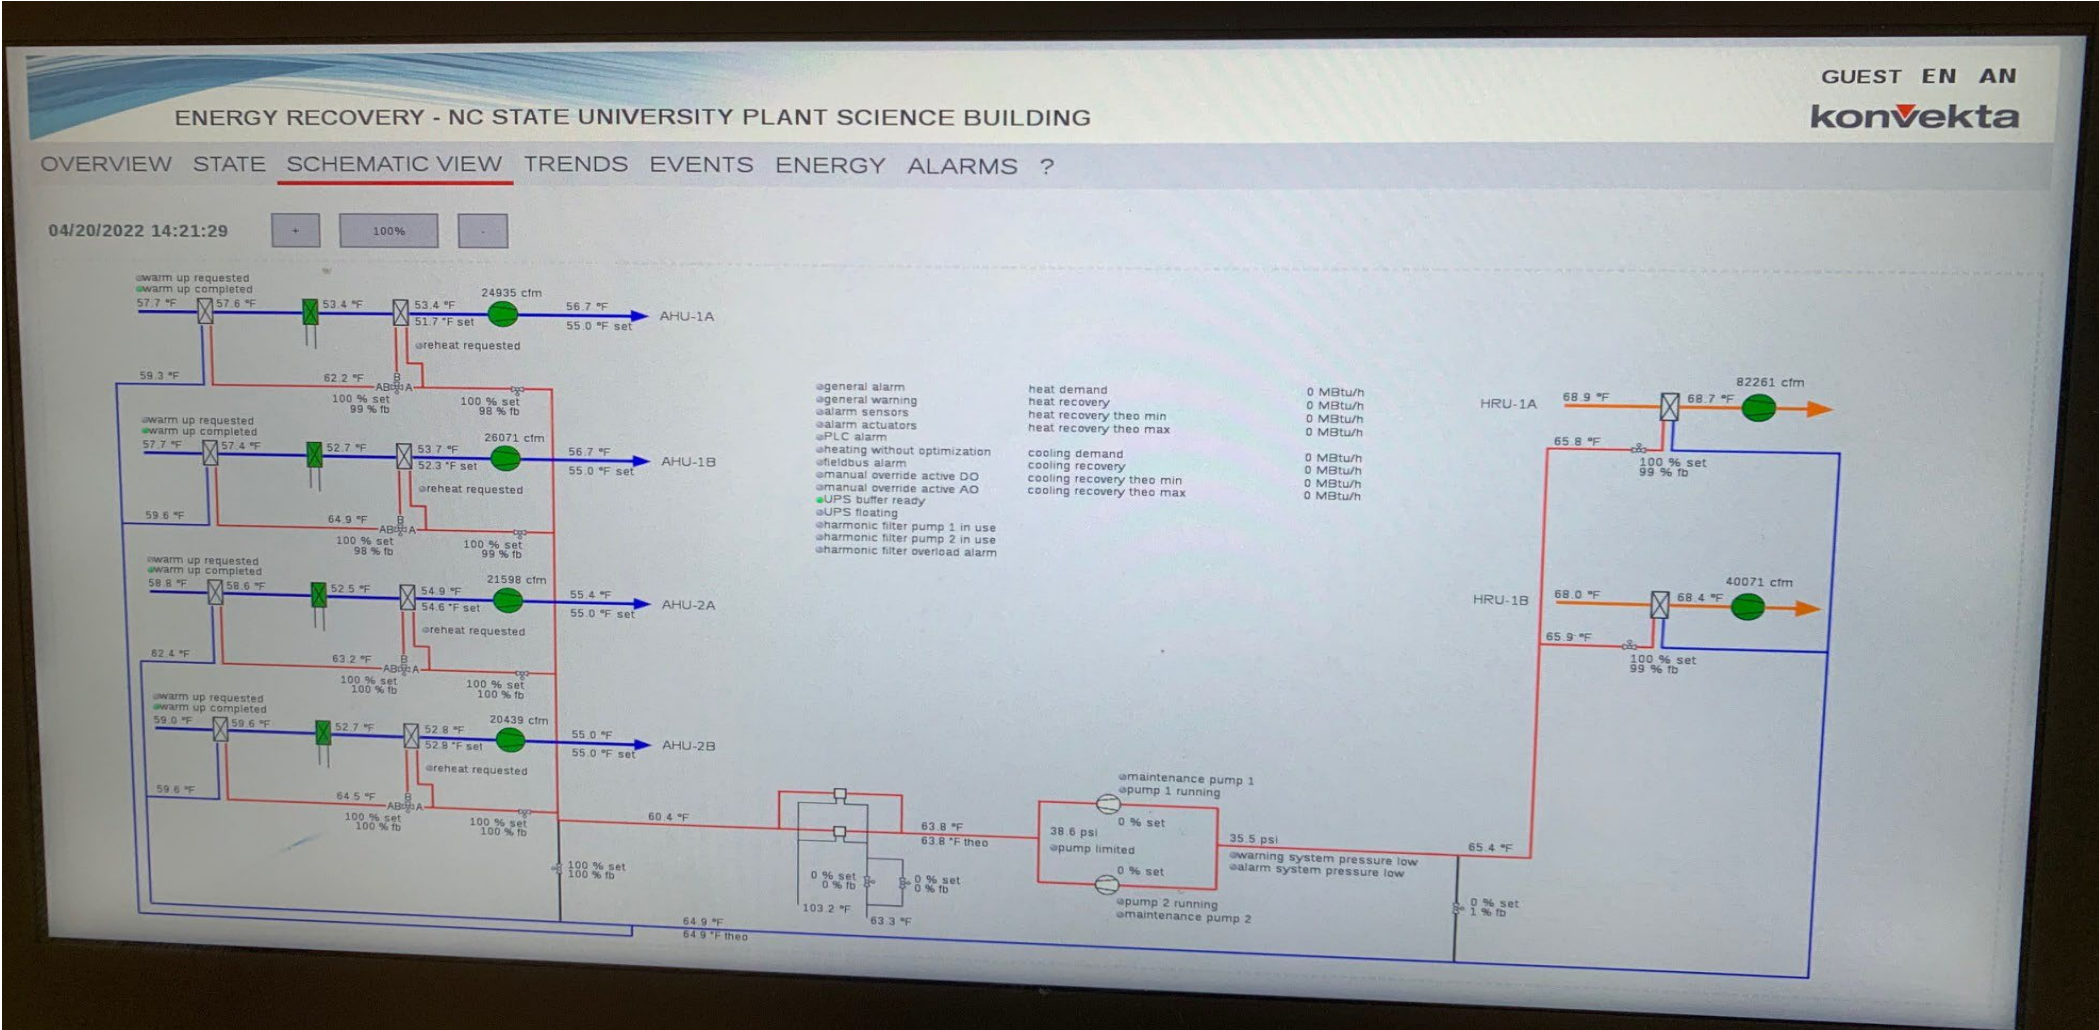 GUEST EN AN
konvekta
ENERGY RECOVERY - NC STATE UNIVERSITY PLANT SCIENCE BUILDING
OVERVIEW STATE SCHEMATIC VIEW TRENDS EVENTS ENERGY ALARMS ?
04/20/2022 14:21:29
+
100%
-
warm up requested
warm up completed
57.7 °F
57.6 °F
53.4 °F
53.4 °F
51.7 °F set
24935 cfm
56.7 °F
55.0 °F set
AHU-1A
reheat requested
59.3 °F
62.2 °F
B
AB A
100 % set
99 % fb
100 % set
98 % fb
warm up requested
warm up completed
57.7 °F
57.4 °F
52.7 °F
53.7 °F
52.3 °F set
26071 cfm
56.7 °F
55.0 °F set
AHU-1B
reheat requested
59.6 °F
64.9 °F
B
AB A
100 % set
98 % fb
100 % set
99 % fb
warm up requested
warm up completed
58.8 °F
58.6 °F
52.5 °F
54.9 °F
54.6 °F set
21598 cfm
55.4 °F
55.0 °F set
AHU-2A
reheat requested
62.4 °F
63.2 °F
B
AB A
100 % set
100 % fb
100 % set
100 % fb
warm up requested
warm up completed
59.0 °F
59.6 °F
52.7 °F
52.8 °F
52.8 °F set
20439 cfm
55.0 °F
55.0 °F set
AHU-2B
reheat requested
59.6 °F
64.5 °F
B
AB A
100 % set
100 % fb
100 % set
100 % fb
general alarm
general warning
alarm sensors
alarm actuators
PLC alarm
heating without optimization
fieldbus alarm
manual override active DO
manual override active AO
UPS buffer ready
UPS floating
harmonic filter pump 1 in use
harmonic filter pump 2 in use
harmonic filter overload alarm
heat demand 0 MBtu/h
heat recovery 0 MBtu/h
heat recovery theo min 0 MBtu/h
heat recovery theo max 0 MBtu/h
cooling demand 0 MBtu/h
cooling recovery 0 MBtu/h
cooling recovery theo min 0 MBtu/h
cooling recovery theo max 0 MBtu/h
HRU-1A
68.9 °F
68.7 °F
82261 cfm
65.8 °F
100 % set
99 % fb
HRU-1B
68.0 °F
68.4 °F
40071 cfm
65.9 °F
100 % set
99 % fb
60.4 °F
100 % set
100 % fb
63.8 °F
63.8 °F theo
0 % set
0 % fb
0 % set
0 % fb
103.2 °F
63.3 °F
64.9 °F
64.9 °F theo
maintenance pump 1
pump 1 running
0 % set
38.6 psi
pump limited
0 % set
pump 2 running
maintenance pump 2
35.5 psi
warning system pressure low
alarm system pressure low
65.4 °F
0 % set
1 % fb